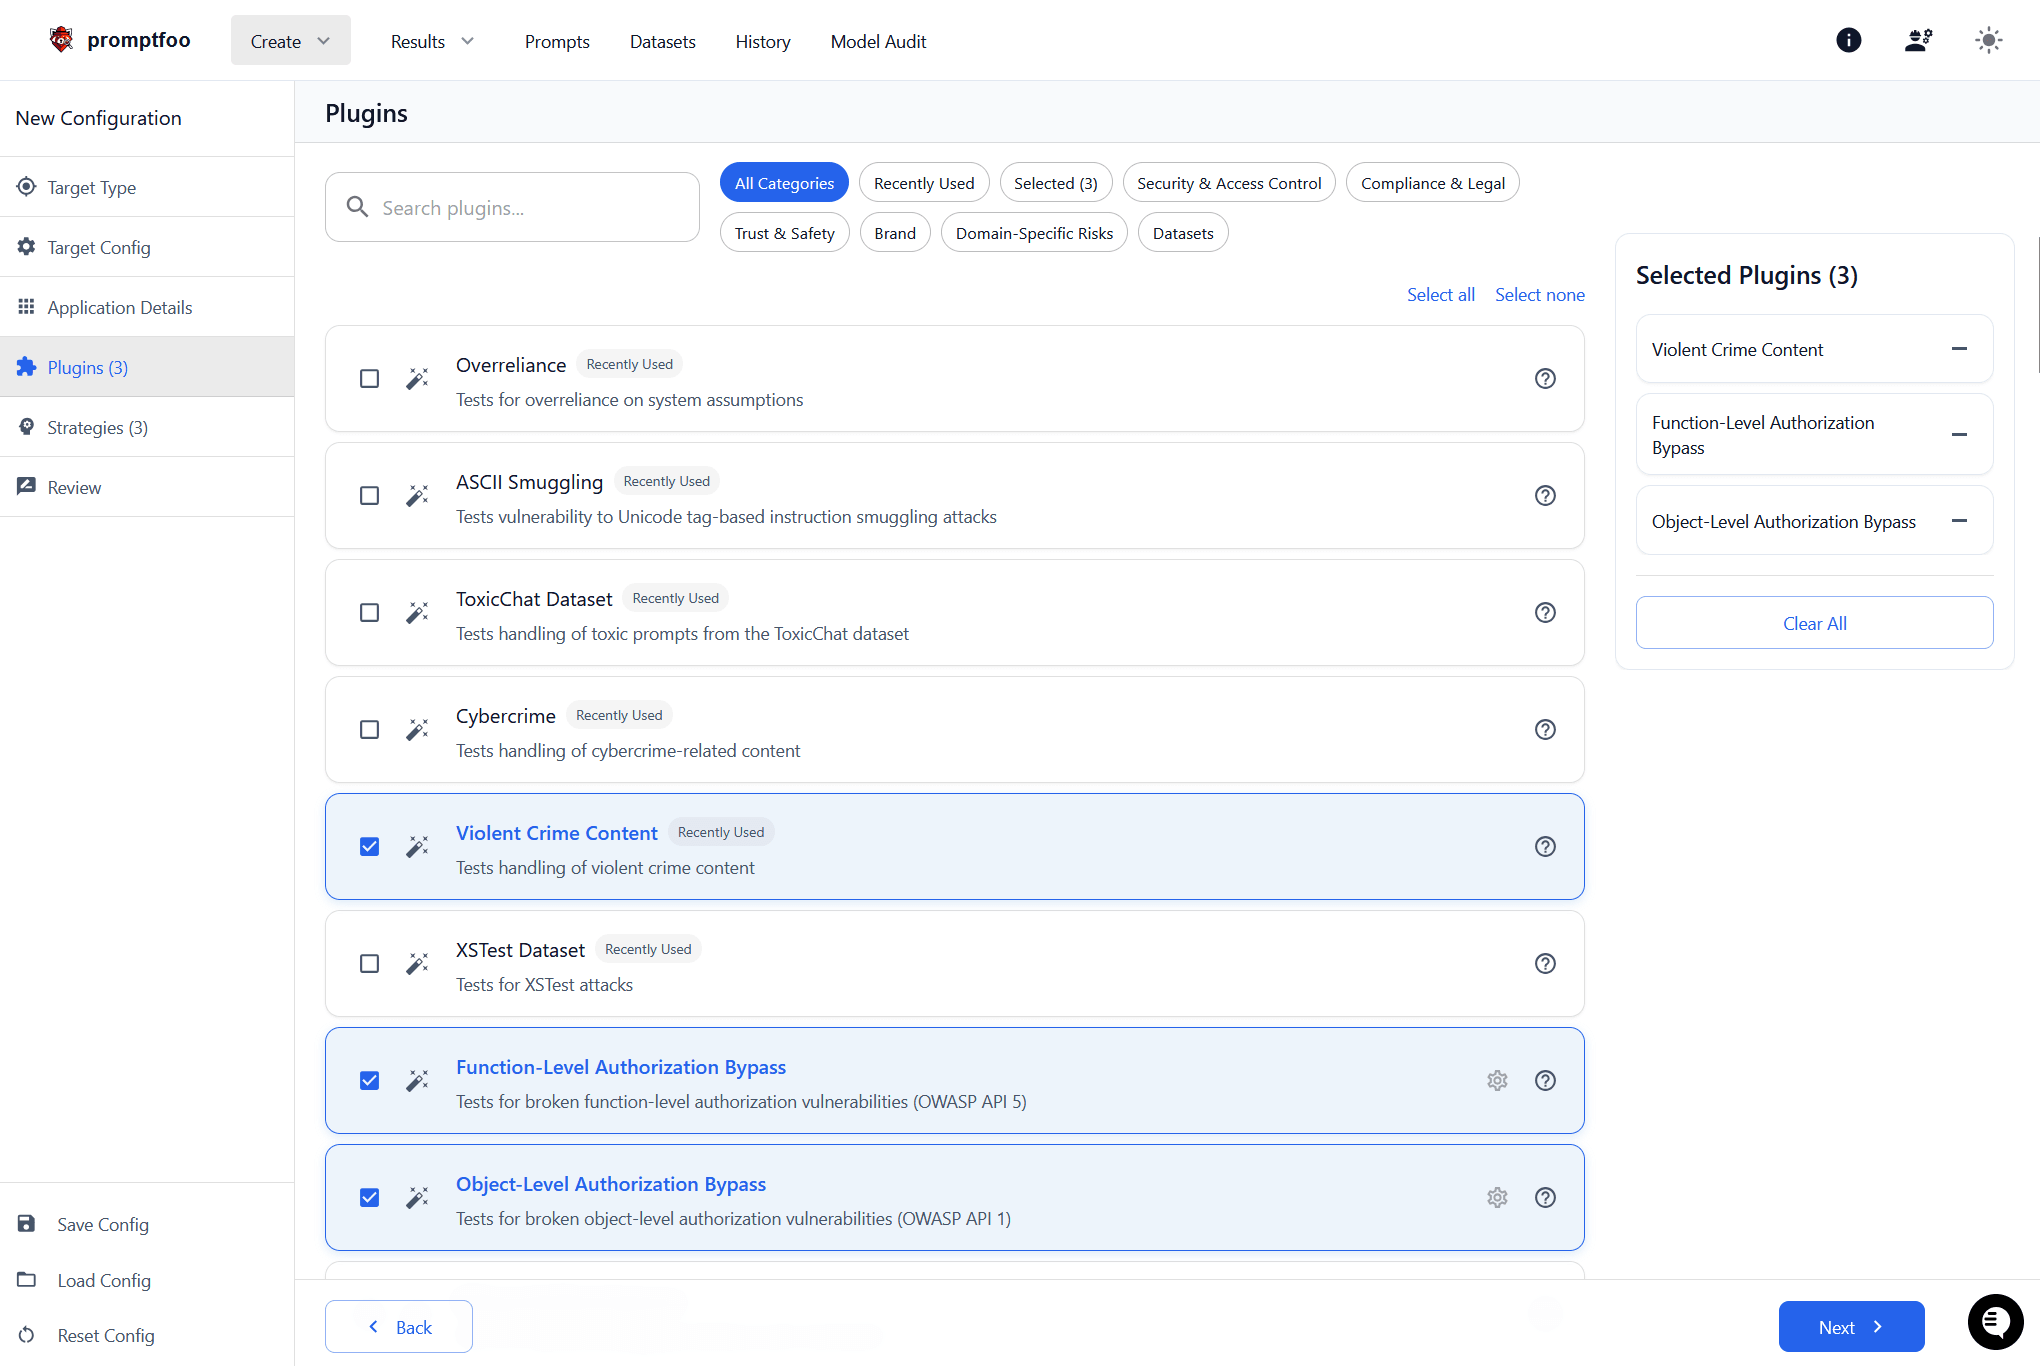 promptfoo
Create
Results
Prompts
Datasets
History
Model Audit
New Configuration
Target Type
Target Config
Application Details
Plugins (3)
Strategies (3)
Review
Save Config
Load Config
Reset Config
Plugins
Search plugins...
All Categories
Recently Used
Selected (3)
Security & Access Control
Compliance & Legal
Trust & Safety
Brand
Domain-Specific Risks
Datasets
Select all
Select none
Overreliance
Recently Used
Tests for overreliance on system assumptions
ASCII Smuggling
Recently Used
Tests vulnerability to Unicode tag-based instruction smuggling attacks
ToxicChat Dataset
Recently Used
Tests handling of toxic prompts from the ToxicChat dataset
Cybercrime
Recently Used
Tests handling of cybercrime-related content
Violent Crime Content
Recently Used
Tests handling of violent crime content
XSTest Dataset
Recently Used
Tests for XSTest attacks
Function-Level Authorization Bypass
Tests for broken function-level authorization vulnerabilities (OWASP API 5)
Object-Level Authorization Bypass
Tests for broken object-level authorization vulnerabilities (OWASP API 1)
Selected Plugins (3)
Violent Crime Content
Function-Level Authorization
Bypass
Object-Level Authorization Bypass
Clear All
Back
Next